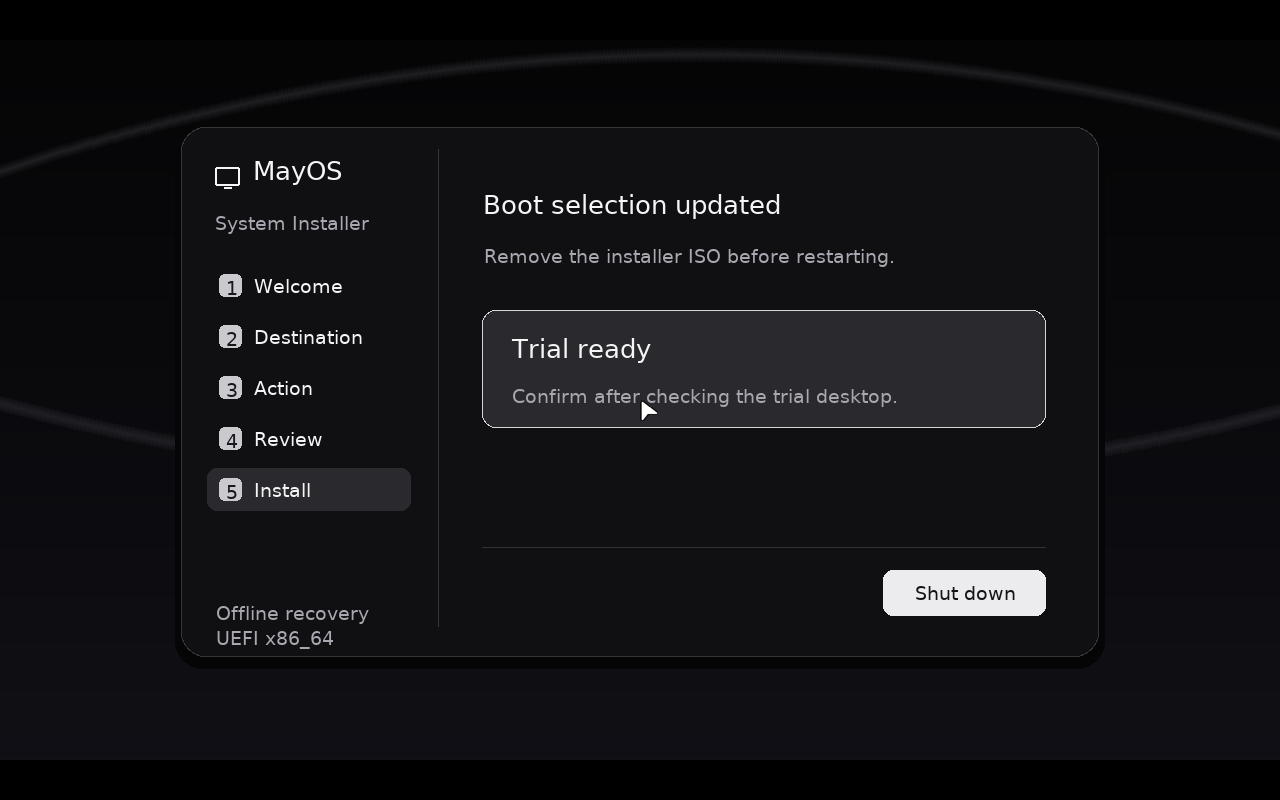 MayOS
System Installer
1 Welcome
2 Destination
3 Action
4 Review
5 Install
Offline recovery
UEFI x86_64
Boot selection updated
Remove the installer ISO before restarting.
Trial ready
Confirm after checking the trial desktop.
Shut down